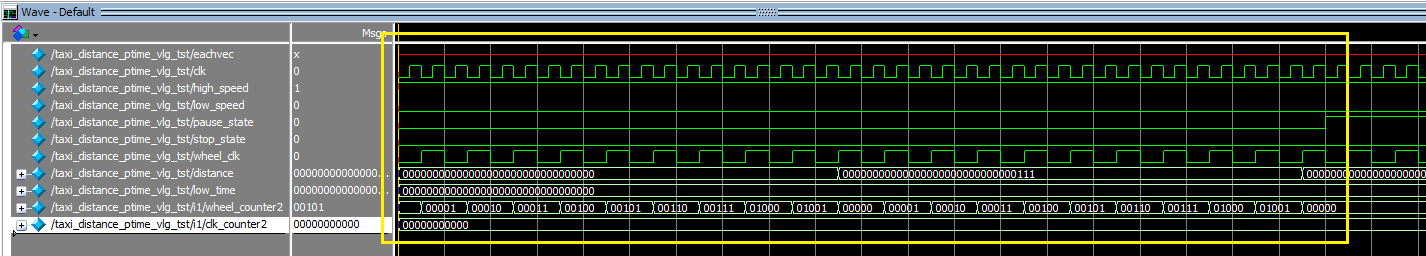 Wave - Default
Msgs
/taxi_distance_ptime_vlg_tst/eachvec x
/taxi_distance_ptime_vlg_tst/clk 0
/taxi_distance_ptime_vlg_tst/high_speed 1
/taxi_distance_ptime_vlg_tst/low_speed 0
/taxi_distance_ptime_vlg_tst/pause_state 0
/taxi_distance_ptime_vlg_tst/stop_state 0
/taxi_distance_ptime_vlg_tst/wheel_clk 0
/taxi_distance_ptime_vlg_tst/distance 00000000000000... 00000000000000000000000000000000 00000000000000000000000000000111 00000000000000000000
/taxi_distance_ptime_vlg_tst/low_time 00000000000000... 00000000000000000000000000000000
/taxi_distance_ptime_vlg_tst/i1/wheel_counter2 00101 00001 00010 00011 00100 00101 00110 00111 01000 01001 00000 00001 00010 00011 00100 00101 00110 00111 01000 01001 00000
/taxi_distance_ptime_vlg_tst/i1/clk_counter2 00000000000 00000000000